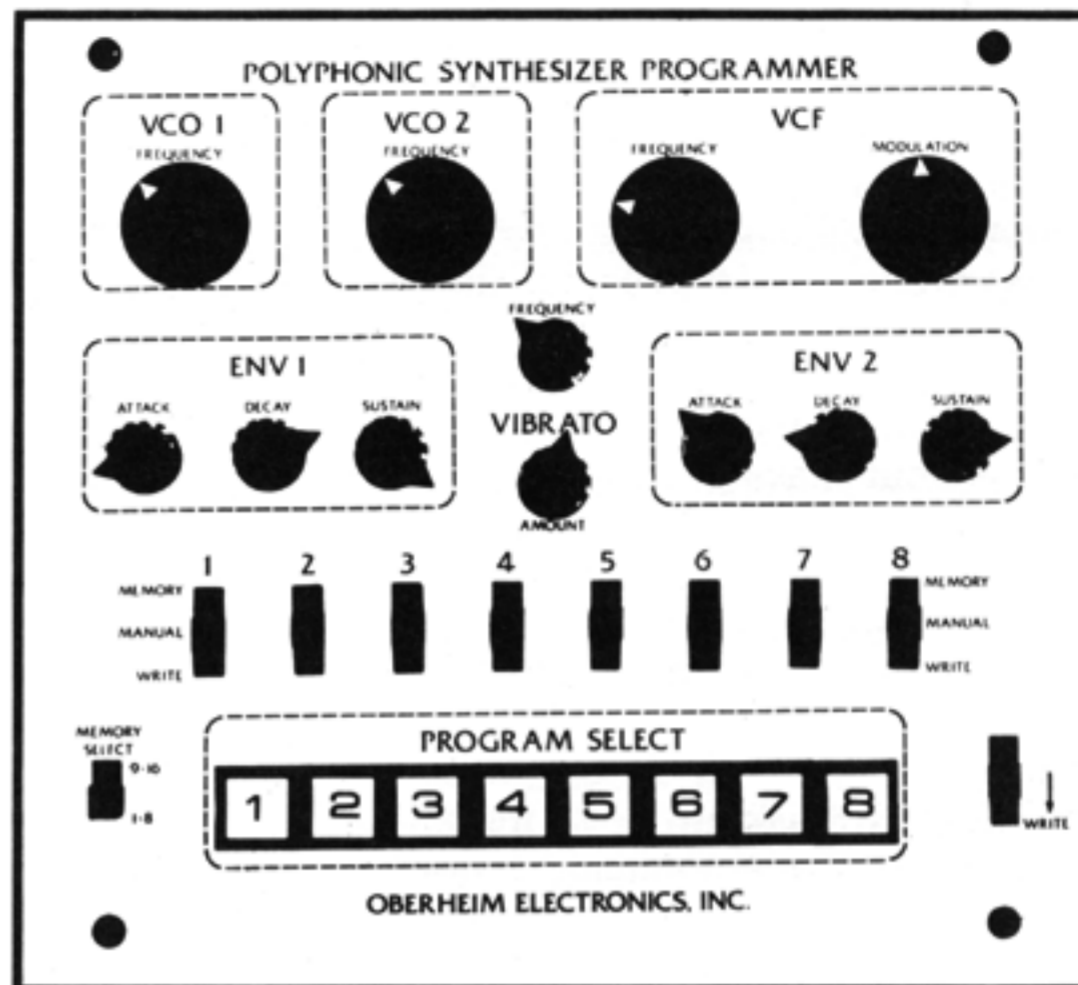 POLYPHONIC SYNTHESIZER PROGRAMMER
VCO 1
FREQUENCY
VCO 2
FREQUENCY
VCF
FREQUENCY
MODULATION
FREQUENCY
VIBRATO
AMOUNT
ENV 1
ATTACK DECAY SUSTAIN
ENV 2
ATTACK DECAY SUSTAIN
1 2 3 4 5 6 7 8
MEMORY
MANUAL
WRITE
MEMORY
MANUAL
WRITE
MEMORY
SELECT
9-16
1-8
PROGRAM SELECT
1 2 3 4 5 6 7 8
WRITE
OBERHEIM ELECTRONICS, INC.